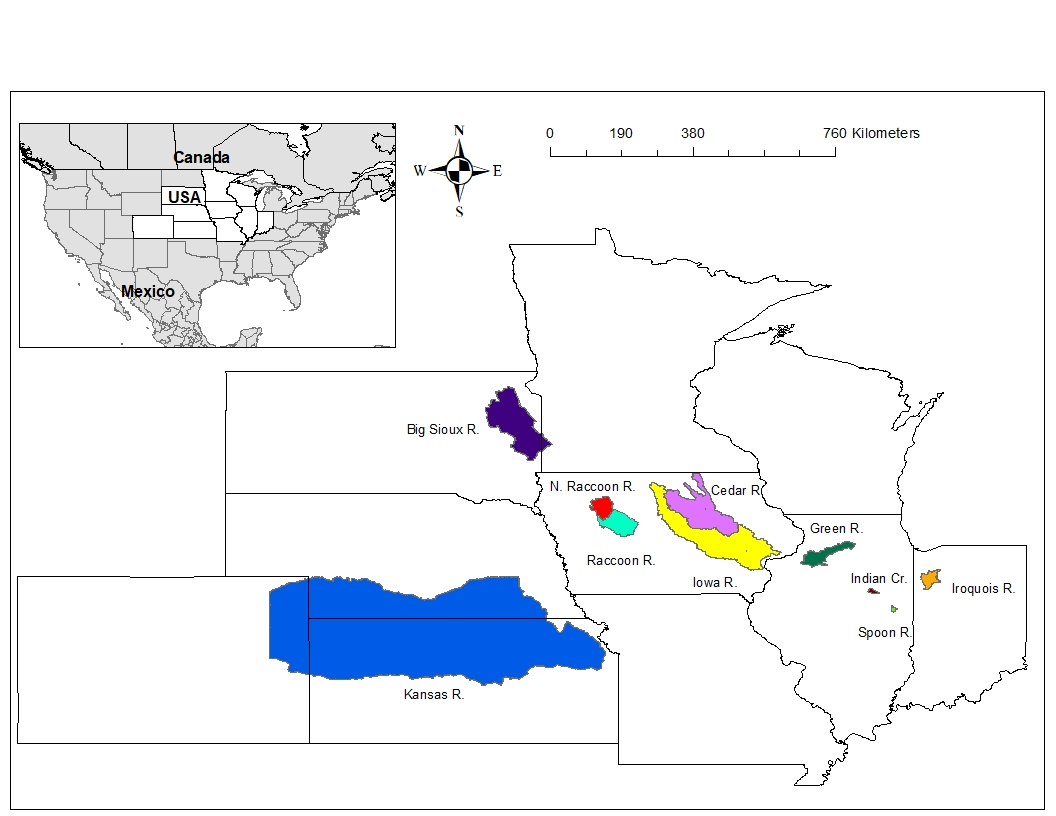 Canada
USA
Mexico
N
W E
S
0 190 380 760 Kilometers
Big Sioux R.
N. Raccoon R.
Cedar R
Green R.
Raccoon R.
Iowa R.
Indian Cr.
Iroquois R.
Spoon R.
Kansas R.